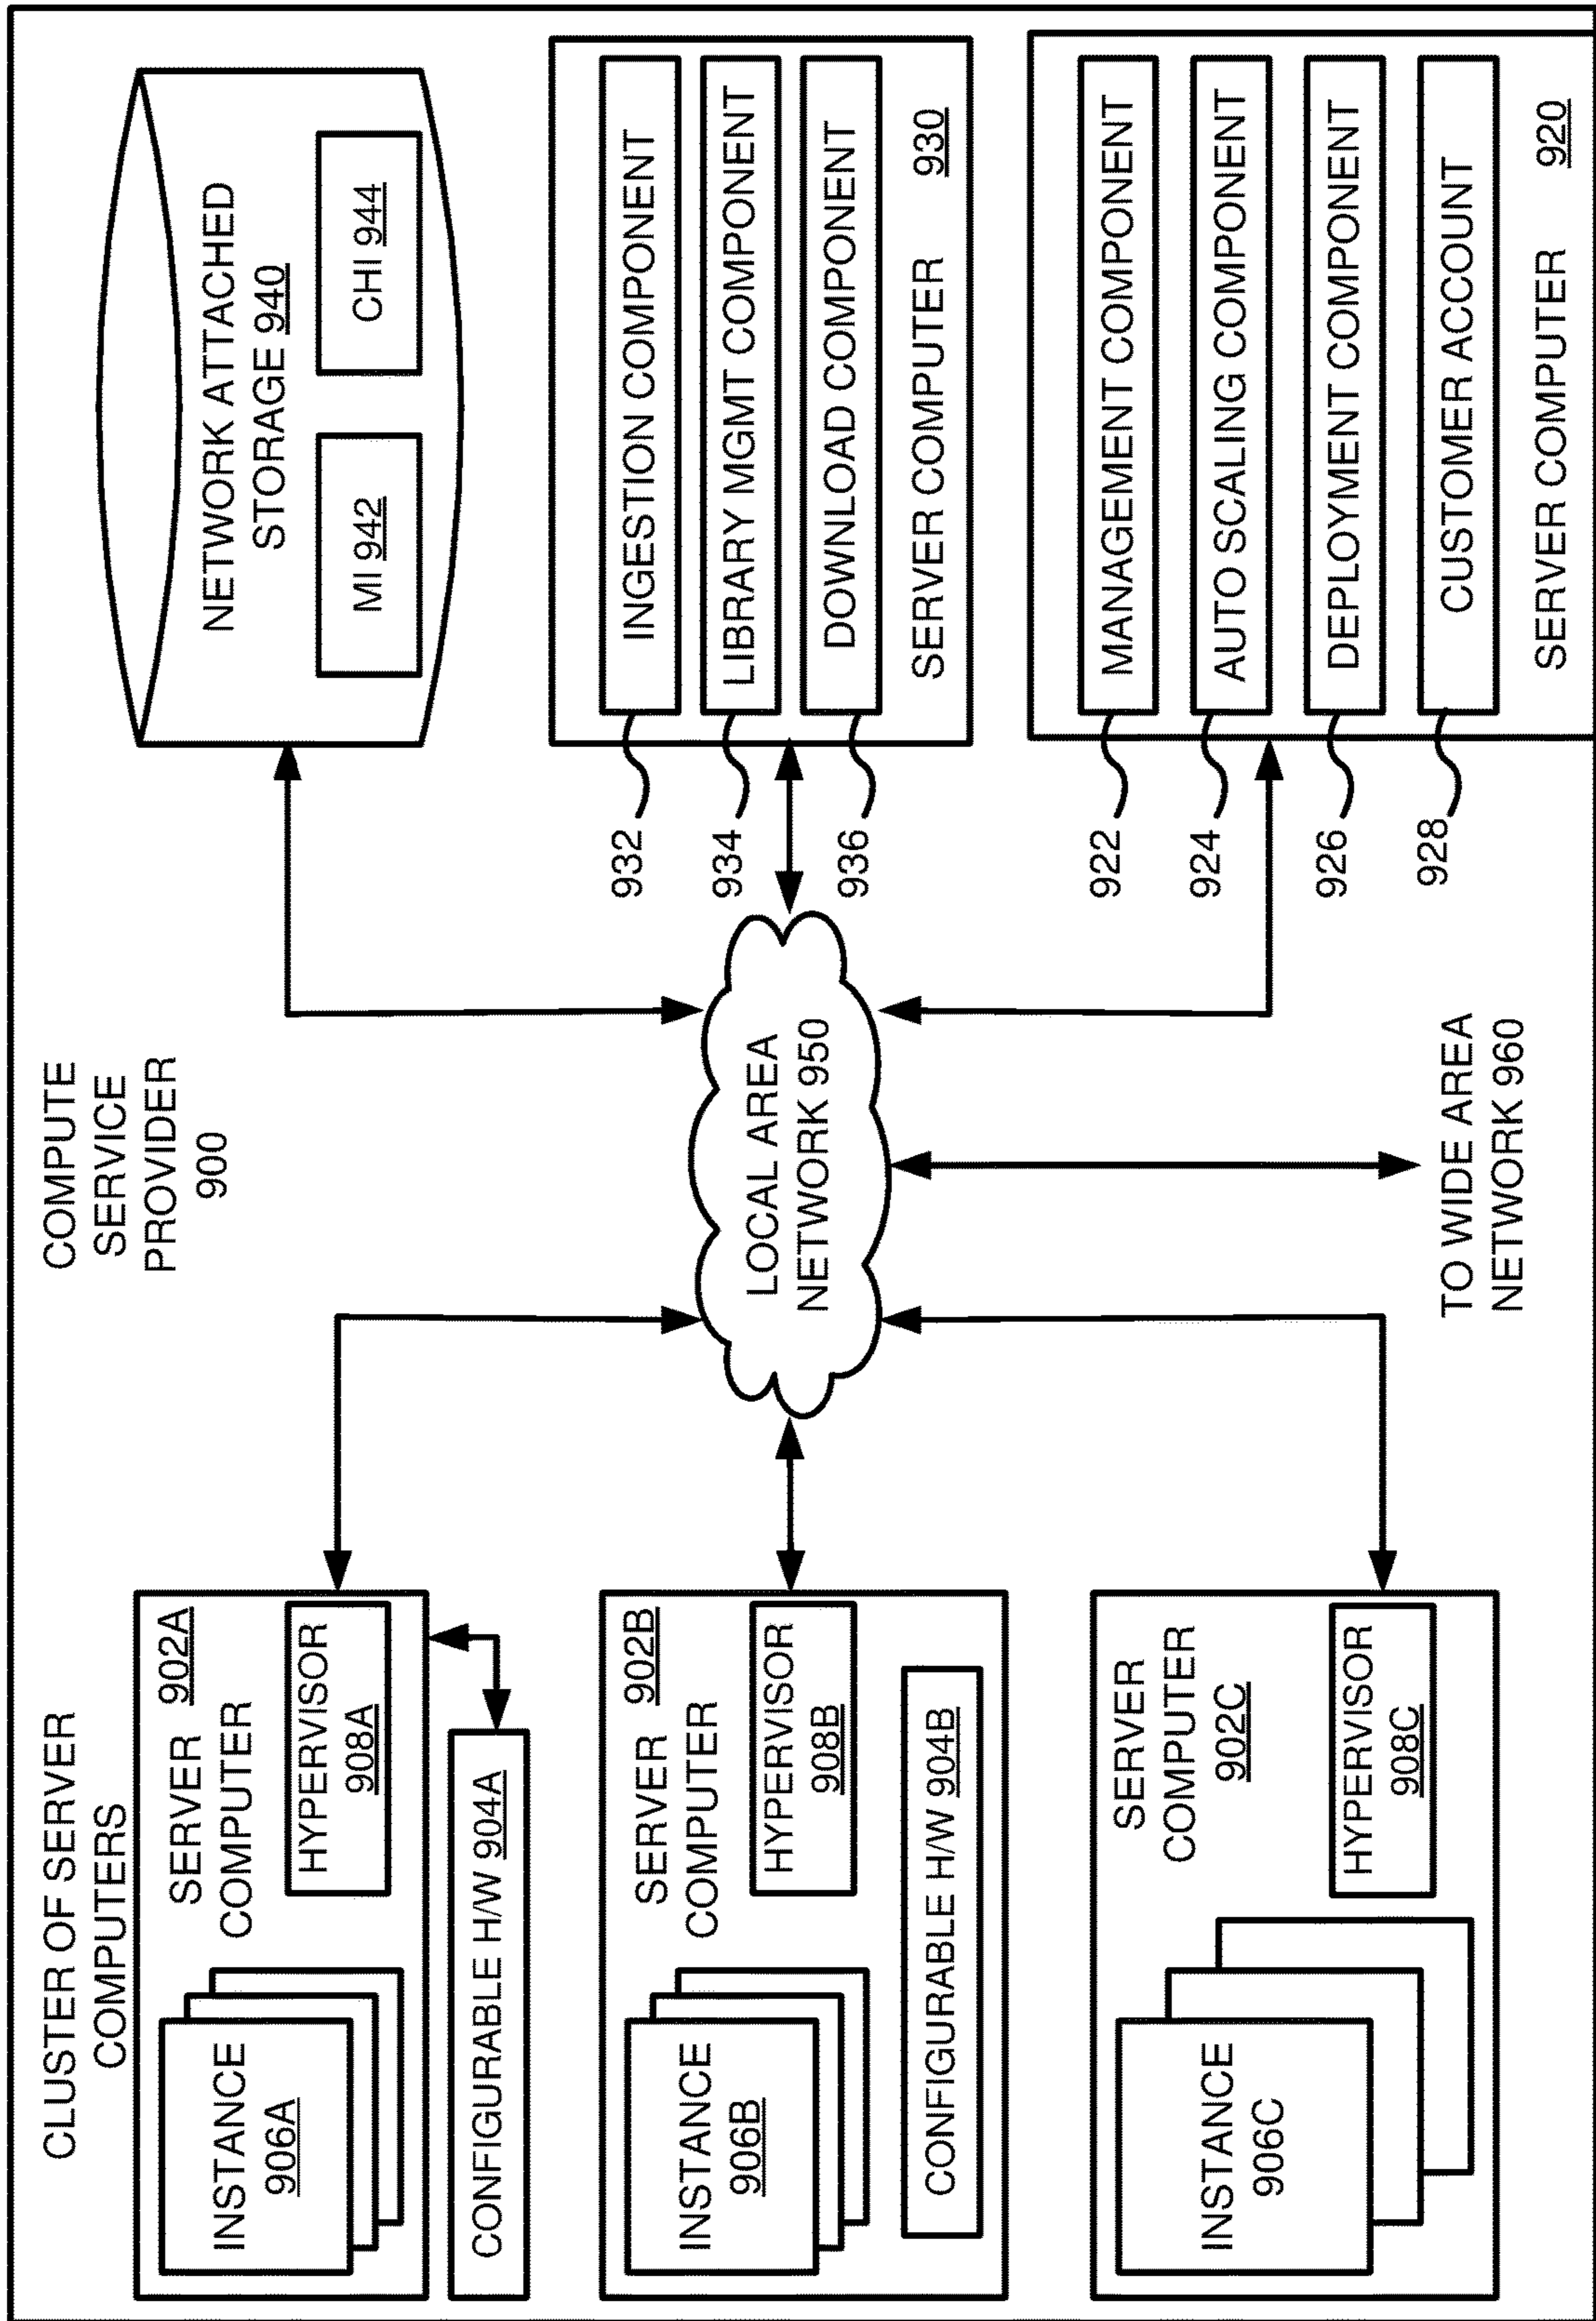 COMPUTE
SERVICE
PROVIDER
900
CLUSTER OF SERVER
COMPUTERS
SERVER 902A
COMPUTER
INSTANCE
906A
HYPERVISOR
908A
CONFIGURABLE H/W 904A
SERVER 902B
COMPUTER
INSTANCE
906B
HYPERVISOR
908B
CONFIGURABLE H/W 904B
SERVER
COMPUTER
902C
INSTANCE
906C
HYPERVISOR
908C
LOCAL AREA
NETWORK 950
TO WIDE AREA
NETWORK 960
NETWORK ATTACHED
STORAGE 940
MI 942
CHI 944
932
INGESTION COMPONENT
934
LIBRARY MGMT COMPONENT
936
DOWNLOAD COMPONENT
SERVER COMPUTER 930
922
MANAGEMENT COMPONENT
924
AUTO SCALING COMPONENT
926
DEPLOYMENT COMPONENT
928
CUSTOMER ACCOUNT
SERVER COMPUTER 920